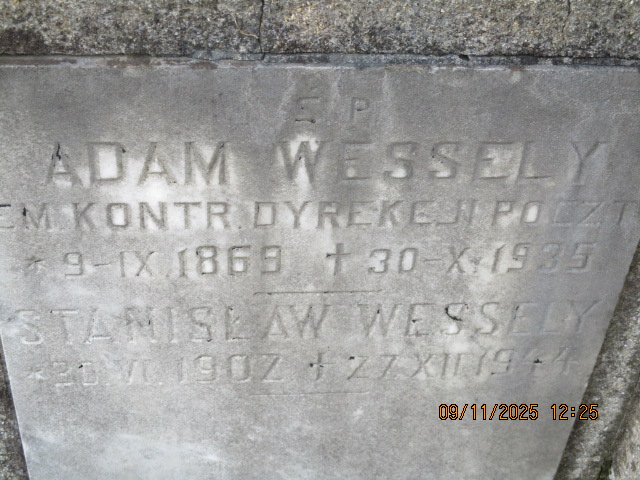 Ś P
ADAM WESSELY
EM. KONTR. DYREKCJI POCZT
* 9-IX.1869 † 30-X.1935
STANISŁAW WESSELY
* 30.VI.1902 † 27.XII.1944
09/11/2025 12:25